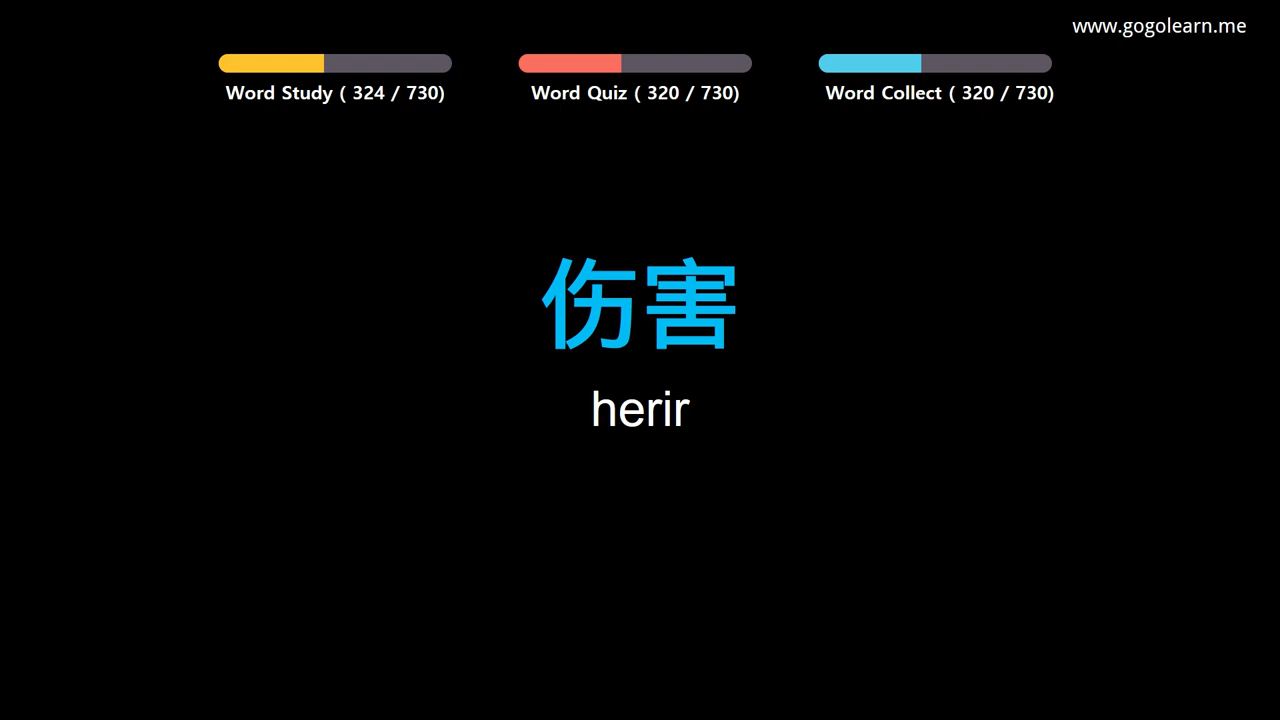 www.gogolearn.me
Word Study ( 324 / 730)
Word Quiz ( 320 / 730)
Word Collect ( 320 / 730)
伤害
herir